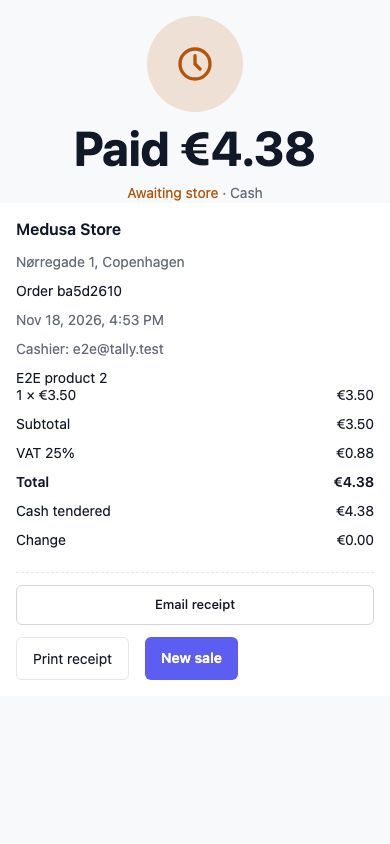 Paid €4.38
Awaiting store · Cash
Medusa Store
Nørregade 1, Copenhagen
Order ba5d2610
Nov 18, 2026, 4:53 PM
Cashier: e2e@tally.test
E2E product 2
1 × €3.50 €3.50
Subtotal €3.50
VAT 25% €0.88
Total €4.38
Cash tendered €4.38
Change €0.00
Email receipt
Print receipt New sale